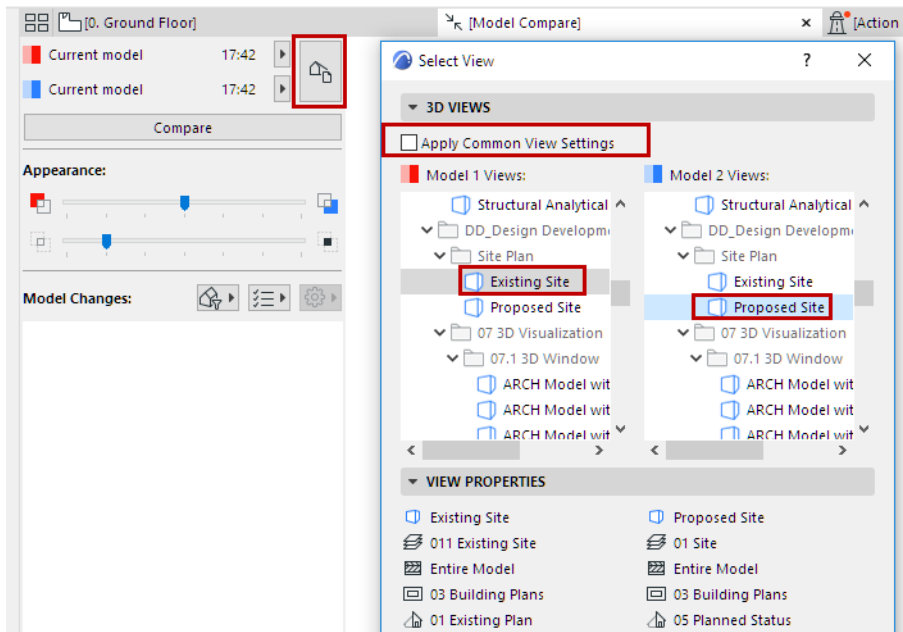 [0. Ground Floor]
[Model Compare]
×
[Action
Current model 17:42
Current model 17:42
Compare
Appearance:
Model Changes:
Select View
?
3D VIEWS
Apply Common View Settings
Model 1 Views:
Structural Analytical
DD_Design Developm
Site Plan
Existing Site
Proposed Site
07 3D Visualization
07.1 3D Window
ARCH Model wit
ARCH Model wit
ARCH Model wit
Model 2 Views:
Structural Analytical
DD_Design Developm
Site Plan
Existing Site
Proposed Site
07 3D Visualization
07.1 3D Window
ARCH Model wit
ARCH Model wit
ARCH Model wit
VIEW PROPERTIES
Existing Site
011 Existing Site
Entire Model
03 Building Plans
01 Existing Plan
Proposed Site
01 Site
Entire Model
03 Building Plans
05 Planned Status